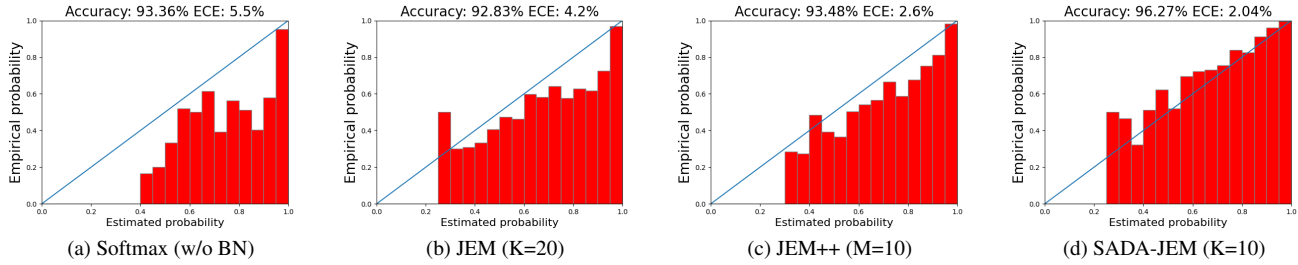 Accuracy: 93.36% ECE: 5.5%
1.0
0.8
0.6
0.4
0.2
0.0
Empirical probability
0.0 0.2 0.4 0.6 0.8 1.0
Estimated probability
(a) Softmax (w/o BN)
Accuracy: 92.83% ECE: 4.2%
1.0
0.8
0.6
0.4
0.2
0.0
Empirical probability
0.0 0.2 0.4 0.6 0.8 1.0
Estimated probability
(b) JEM (K=20)
Accuracy: 93.48% ECE: 2.6%
1.0
0.8
0.6
0.4
0.2
0.0
Empirical probability
0.0 0.2 0.4 0.6 0.8 1.0
Estimated probability
(c) JEM++ (M=10)
Accuracy: 96.27% ECE: 2.04%
1.0
0.8
0.6
0.4
0.2
0.0
Empirical probability
0.0 0.2 0.4 0.6 0.8 1.0
Estimated probability
(d) SADA-JEM (K=10)